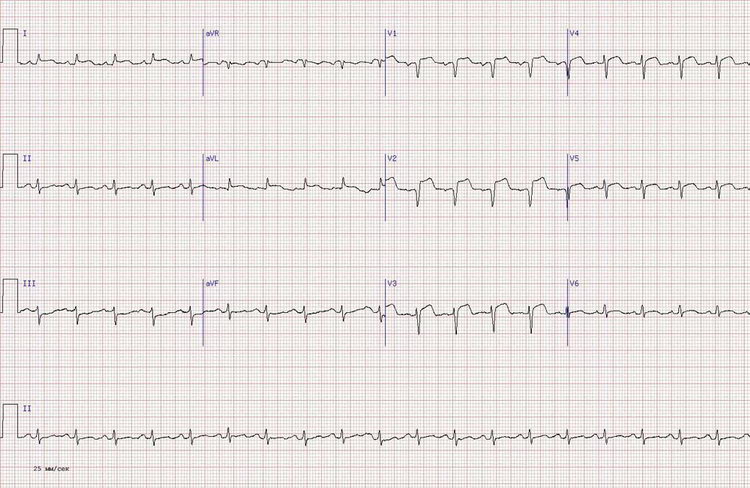 I aVR V1 V4
II aVL V2 V5
III aVF V3 V6
II
25 мм/сек